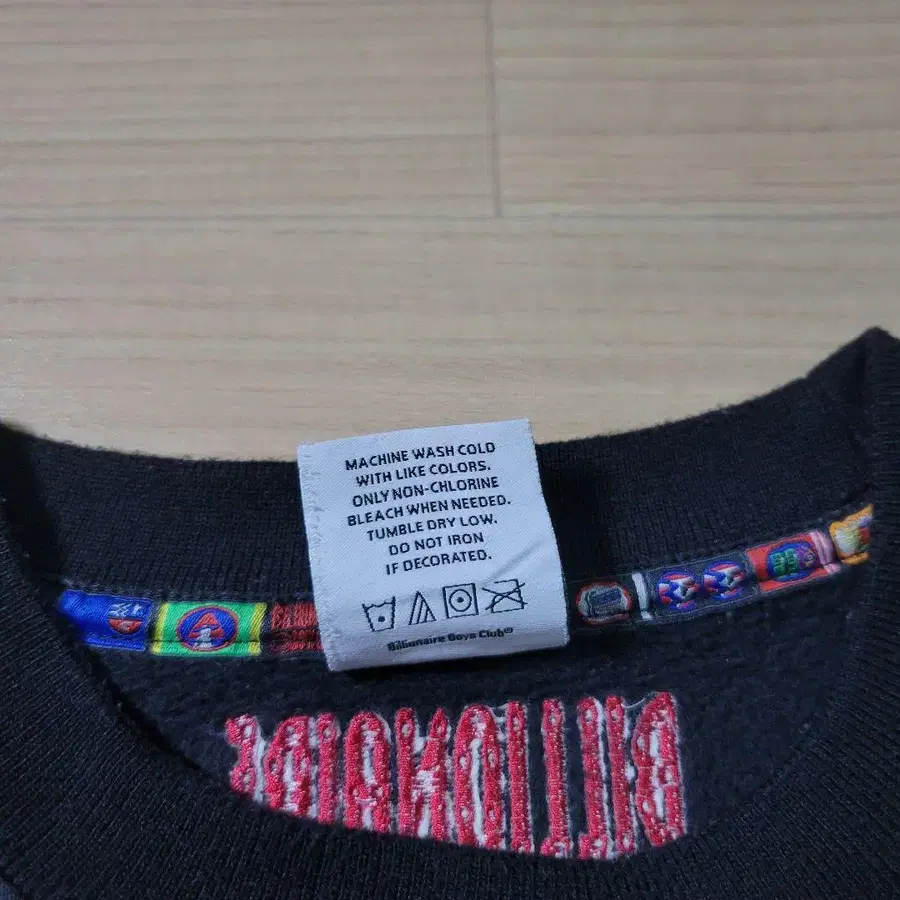 MACHINE WASH COLD
WITH LIKE COLORS.
ONLY NON-CHLORINE
BLEACH WHEN NEEDED.
TUMBLE DRY LOW.
DO NOT IRON
IF DECORATED.
Billionaire Boys Club®
BILLIONAIRE